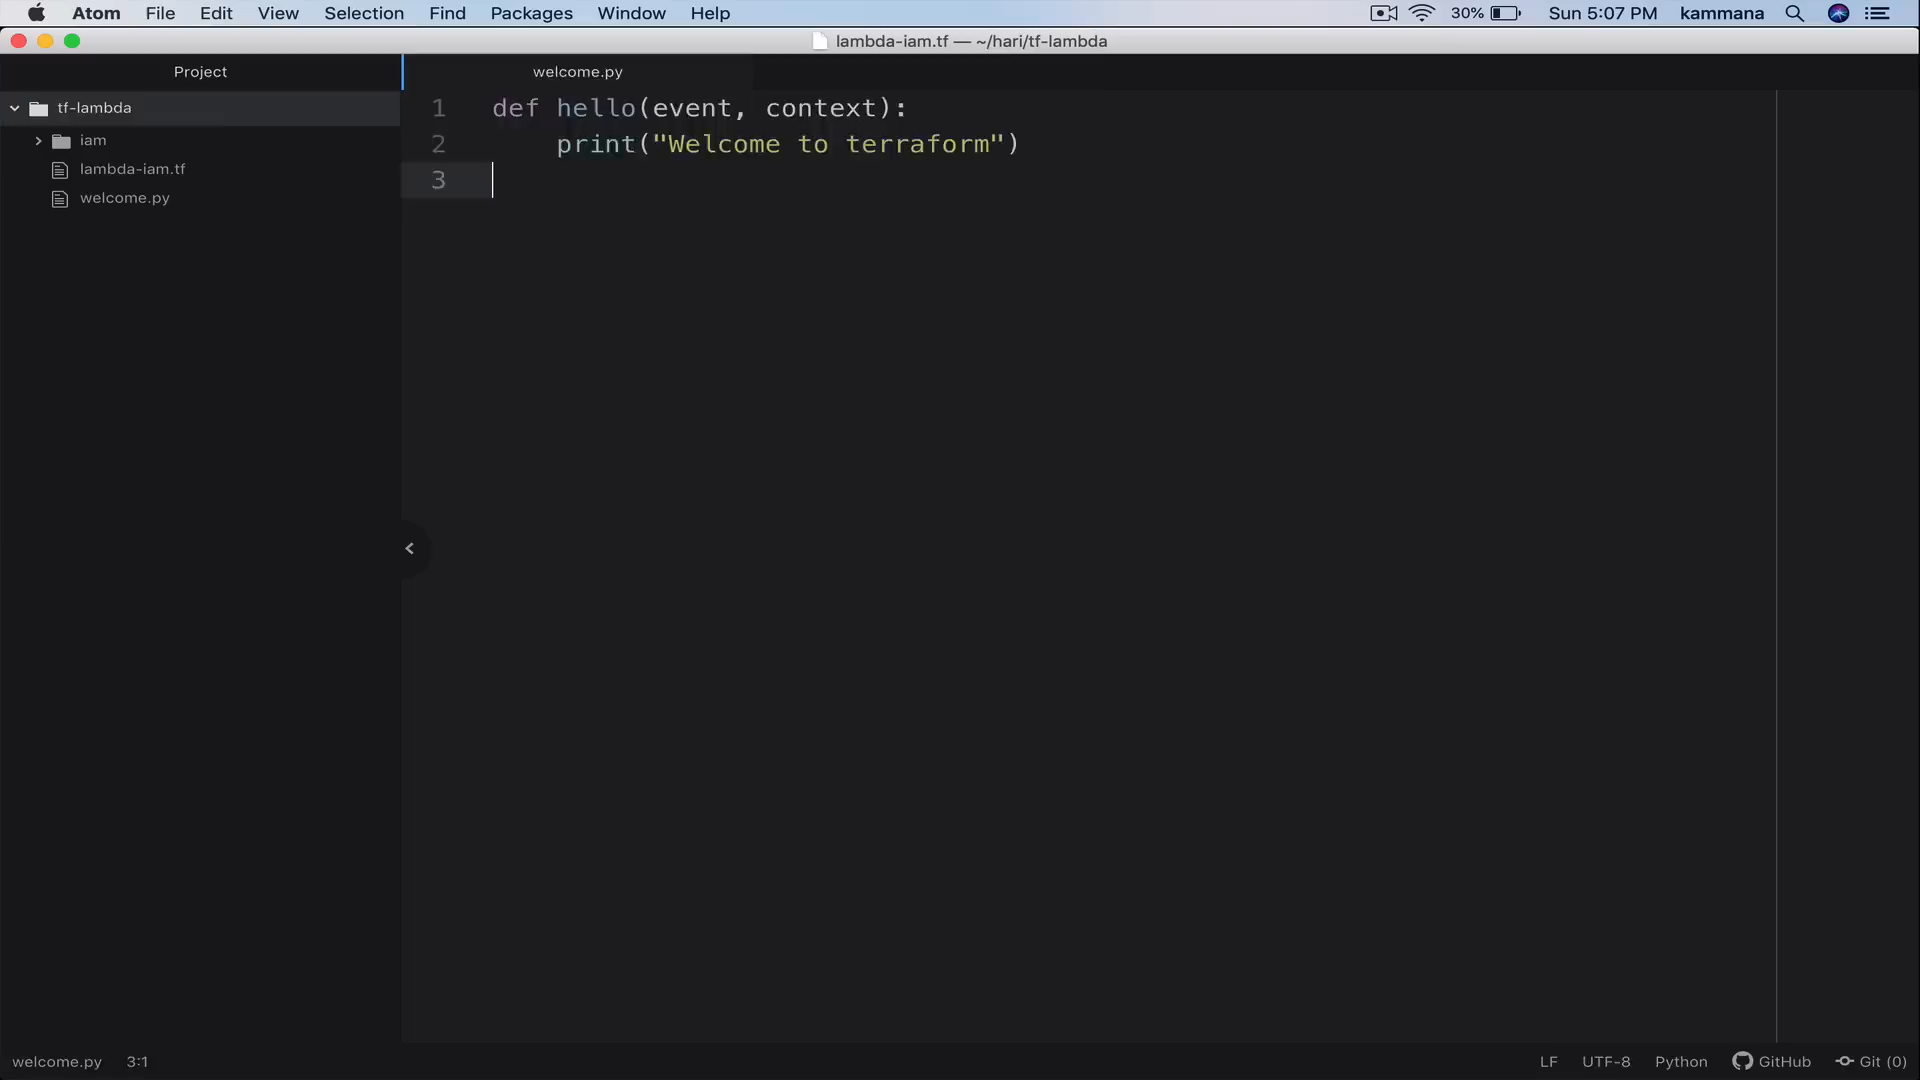 Atom File Edit View Selection Find Packages Window Help 30% Sun 5:07 PM kammana
lambda-iam.tf — ~/hari/tf-lambda
Project
welcome.py
tf-lambda
iam
lambda-iam.tf
welcome.py
1 def hello(event, context):
2 print("Welcome to terraform")
3
welcome.py 3:1 LF UTF-8 Python GitHub Git (0)